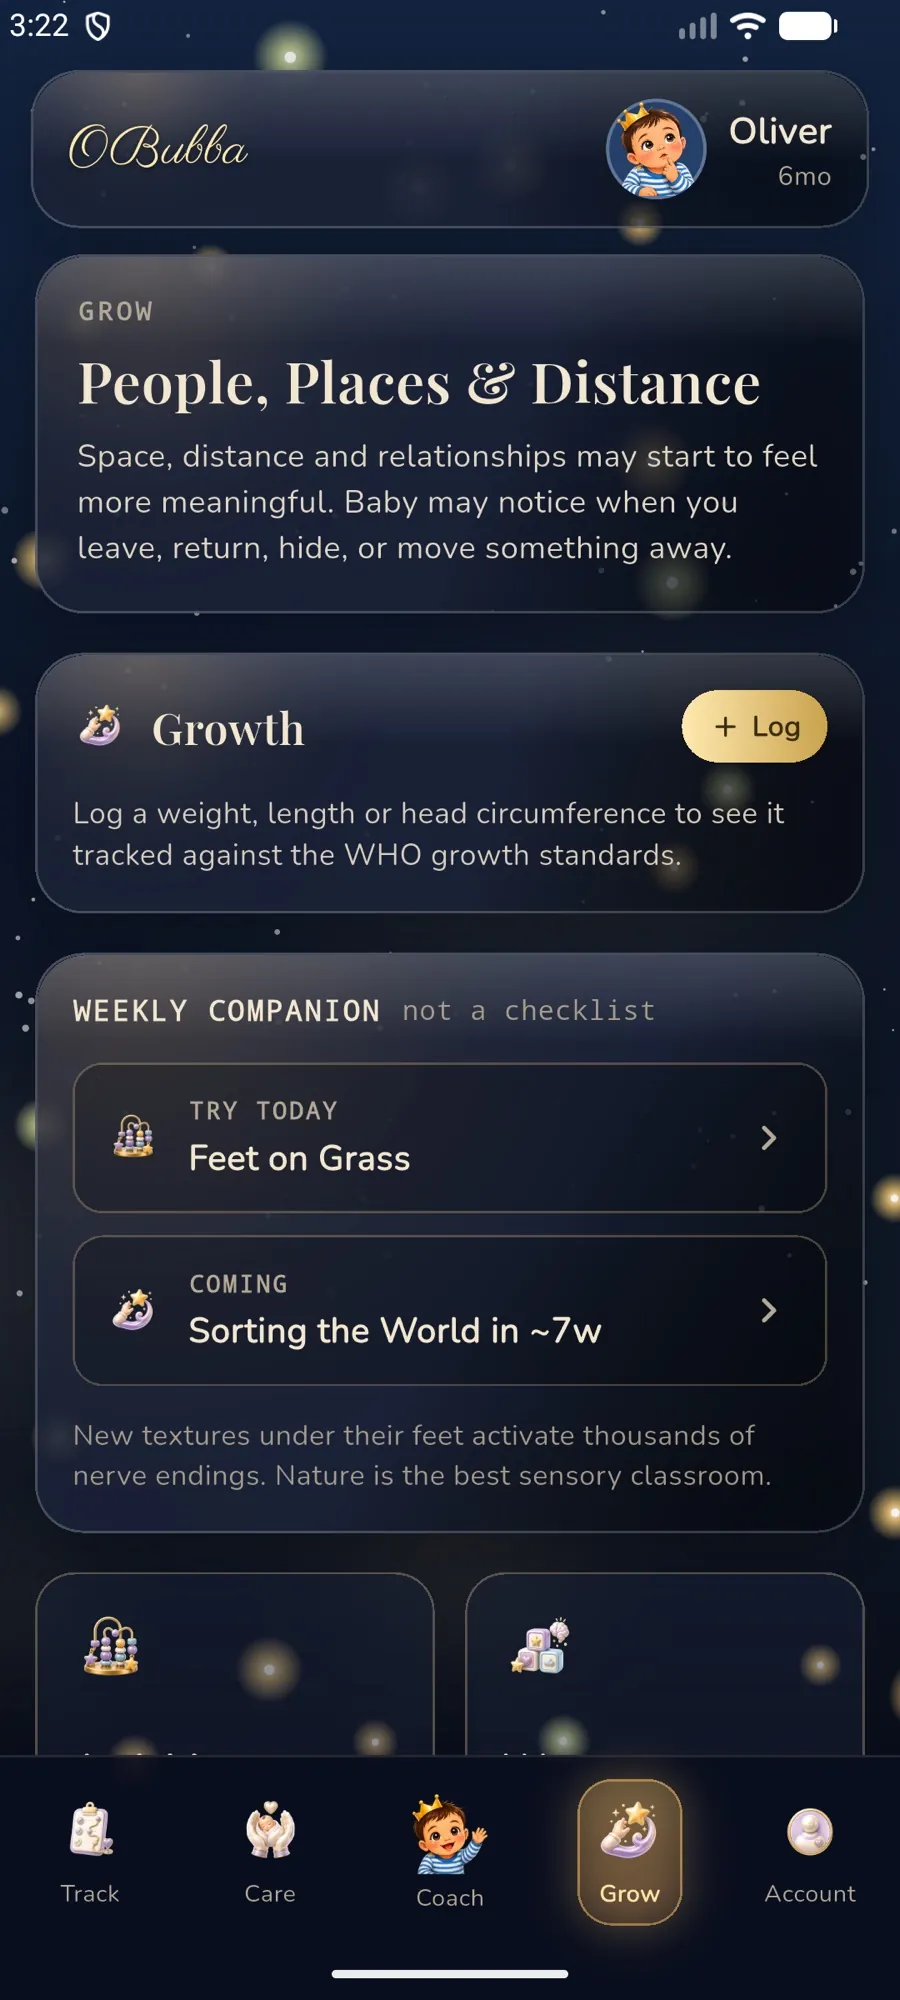 3:22
OBubba
Oliver
6mo
GROW
People, Places & Distance
Space, distance and relationships may start to feel
more meaningful. Baby may notice when you
leave, return, hide, or move something away.
Growth
+ Log
Log a weight, length or head circumference to see it
tracked against the WHO growth standards.
WEEKLY COMPANION not a checklist
TRY TODAY
Feet on Grass
COMING
Sorting the World in ~7w
New textures under their feet activate thousands of
nerve endings. Nature is the best sensory classroom.
Track
Care
Coach
Grow
Account